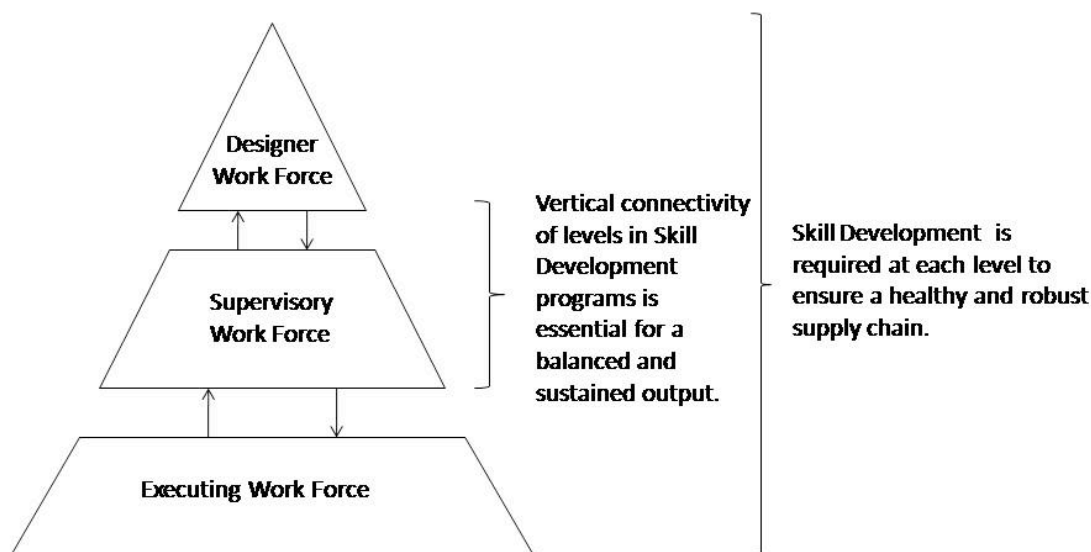 Designer
Work Force
Supervisory
Work Force
Executing Work Force
Vertical connectivity
of levels in Skill
Development
programs is
essential for a
balanced and
sustained output.
Skill Development is
required at each level to
ensure a healthy and robust
supply chain.